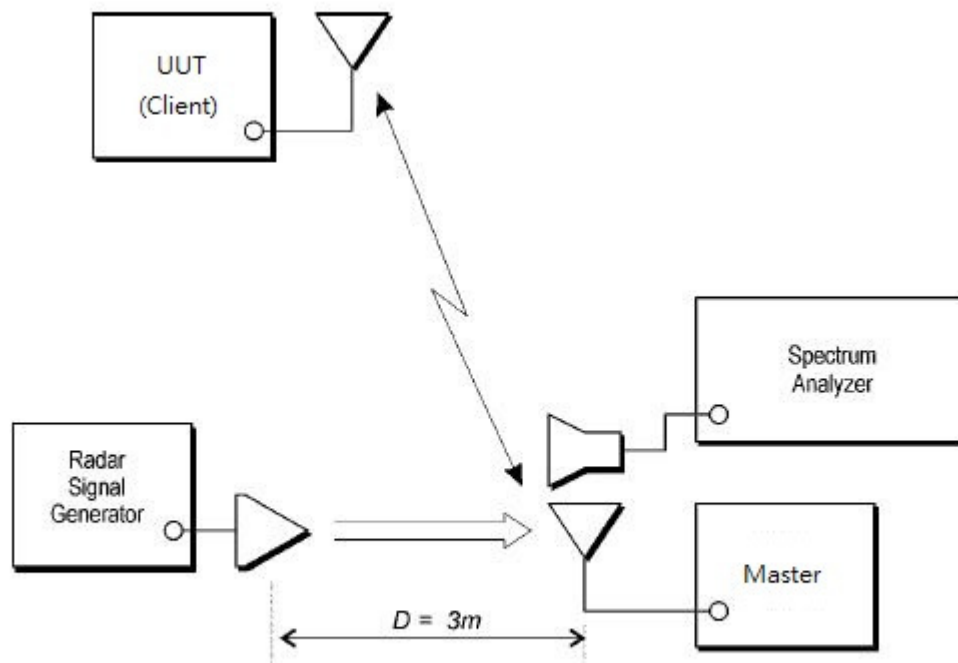 UUT
(Client)
Spectrum
Analyzer
Radar
Signal
Generator
Master
D = 3m